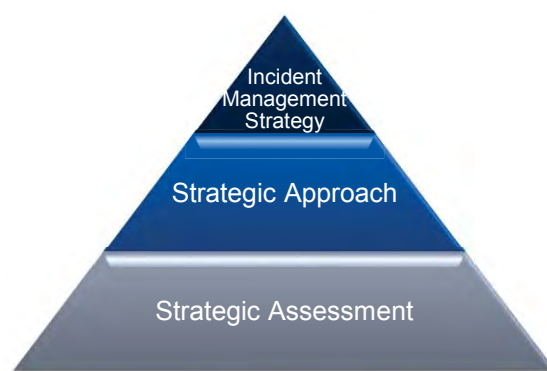 Incident
Management
Strategy
Strategic Approach
Strategic Assessment